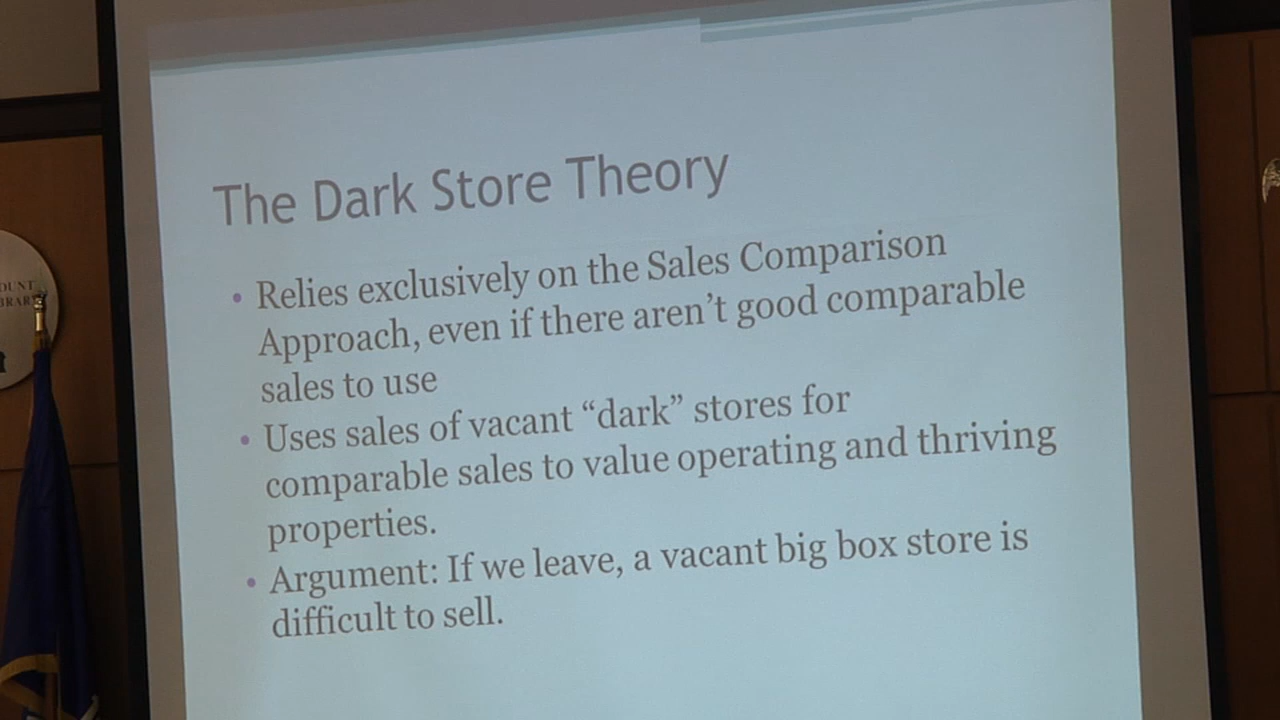 The Dark Store Theory
• Relies exclusively on the Sales Comparison
Approach, even if there aren't good comparable
sales to use
• Uses sales of vacant “dark” stores for
comparable sales to value operating and thriving
properties.
• Argument: If we leave, a vacant big box store is
difficult to sell.